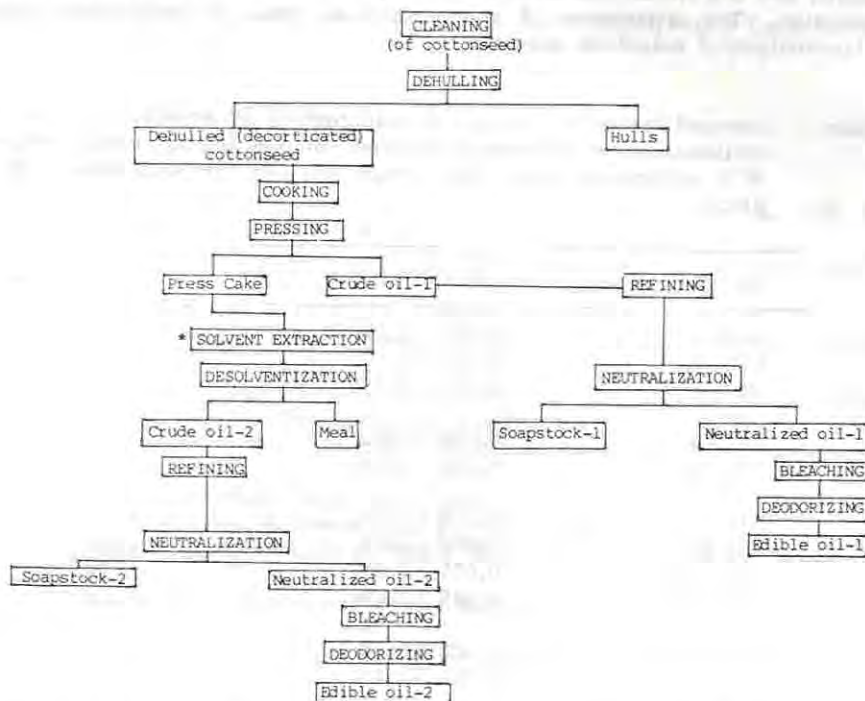 CLEANING
(of cottonseed)
DEHULLING
Dehulled (decorticated)
cottonseed
Hulls
COOKING
PRESSING
Press Cake
Crude oil-1
REFINING
* SOLVENT EXTRACTION
DESOLVENTIZATION
NEUTRALIZATION
Crude oil-2
Meal
Soapstock-1
Neutralized oil-1
REFINING
BLEACHING
DEODORIZING
NEUTRALIZATION
Edible oil-1
Soapstock-2
Neutralized oil-2
BLEACHING
DEODORIZING
Edible oil-2